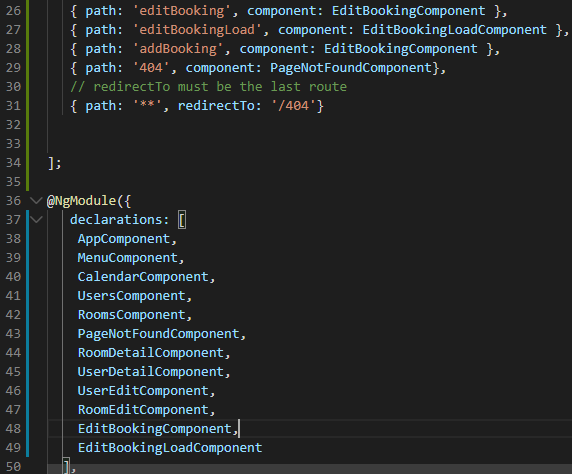 26 { path: 'editBooking', component: EditBookingComponent },
27 { path: 'editBookingLoad', component: EditBookingLoadComponent },
28 { path: 'addBooking', component: EditBookingComponent },
29 { path: '404', component: PageNotFoundComponent},
30 // redirectTo must be the last route
31 { path: '**', redirectTo: '/404'}
32
33
34 ];
35
36 @NgModule({
37 declarations: [
38 AppComponent,
39 MenuComponent,
40 CalendarComponent,
41 UsersComponent,
42 RoomsComponent,
43 PageNotFoundComponent,
44 RoomDetailComponent,
45 UserDetailComponent,
46 UserEditComponent,
47 RoomEditComponent,
48 EditBookingComponent,
49 EditBookingLoadComponent
50 ],